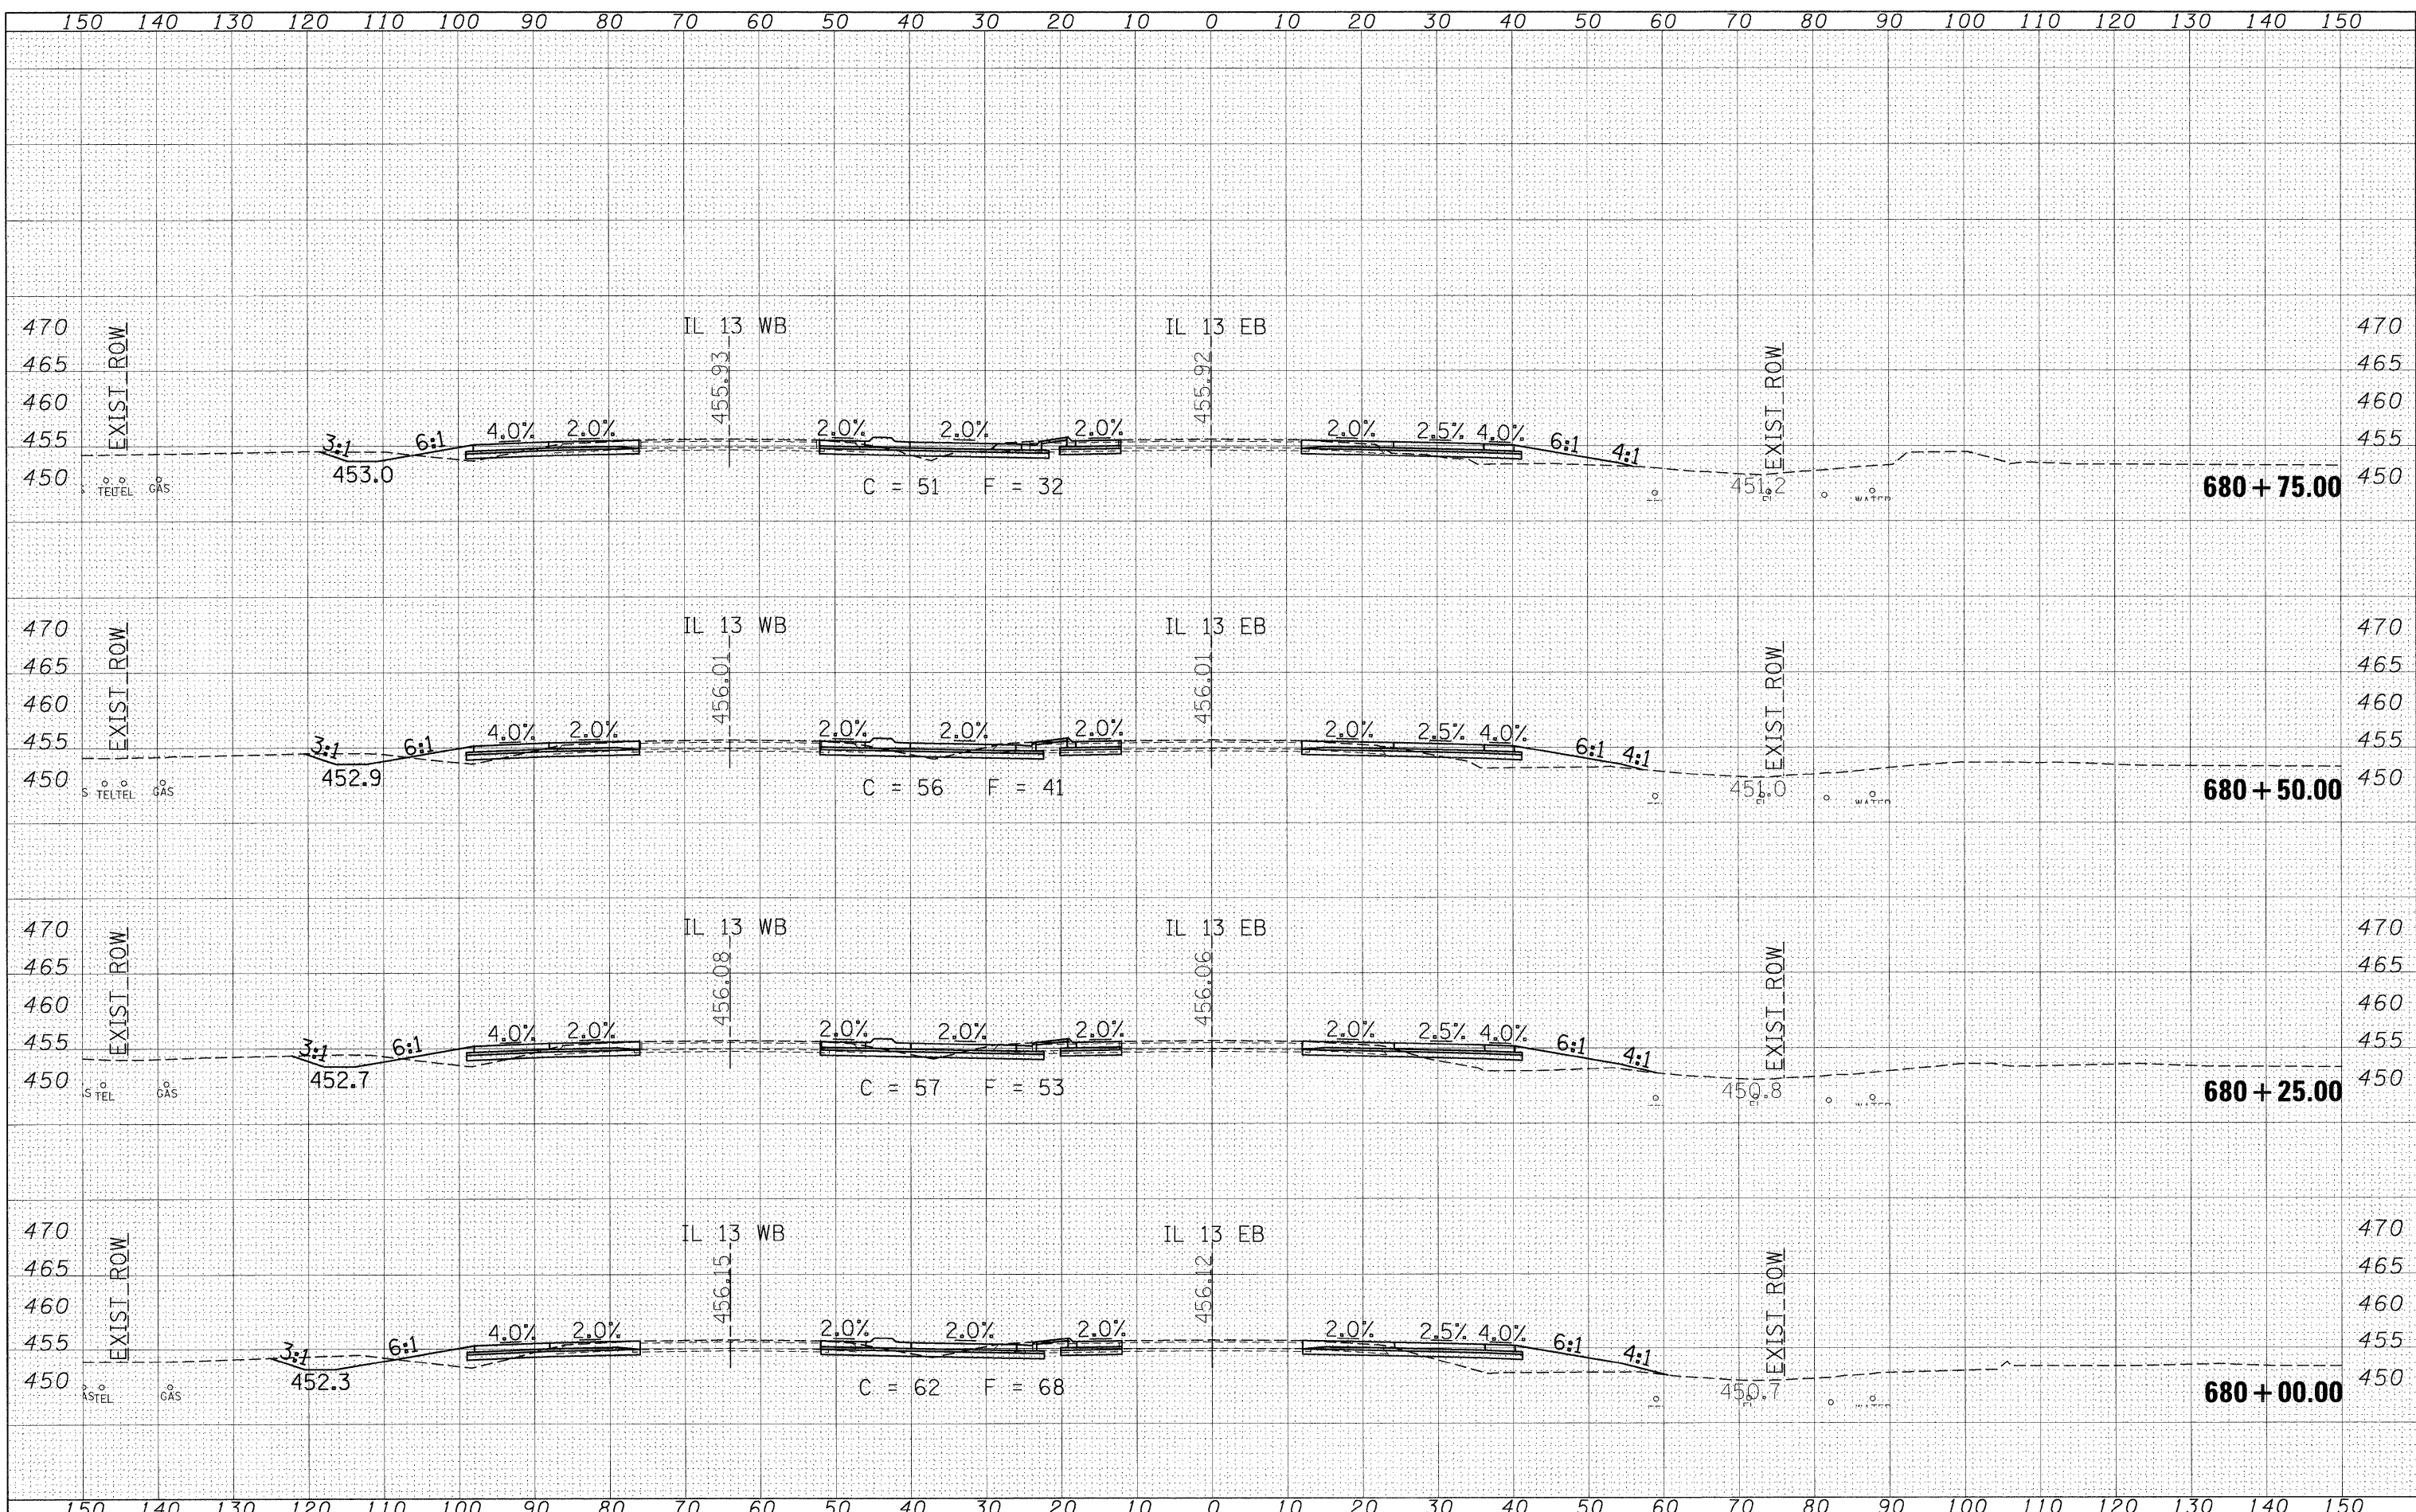 150 140 130 120 110 100 90 80 70 60 50 40 30 20 10 0 10 20 30 40 50 60 70 80 90 100 110 120 130 140 150
470 EXIST ROW IL 13 WB IL 13 EB EXIST ROW 470
465 455.93 455.92 465
460 460
455 3:1 6:1 4.0% 2.0% 2.0% 2.0% 2.0% 2.0% 2.5% 4.0% 6:1 4:1 455
453.0
450 TEL TEL GAS C = 51 F = 32 451.2 WATER 450
680+75.00
470 EXIST ROW IL 13 WB IL 13 EB EXIST ROW 470
465 456.01 456.01 465
460 460
455 3:1 6:1 4.0% 2.0% 2.0% 2.0% 2.0% 2.0% 2.5% 4.0% 6:1 4:1 455
452.9
450 S TEL TEL GAS C = 56 F = 41 451.0 WATER 450
680+50.00
470 EXIST ROW IL 13 WB IL 13 EB EXIST ROW 470
465 456.08 456.06 465
460 460
455 3:1 6:1 4.0% 2.0% 2.0% 2.0% 2.0% 2.0% 2.5% 4.0% 6:1 4:1 455
452.7
450 AS TEL GAS C = 57 F = 53 450.8 450
680+25.00
470 EXIST ROW IL 13 WB IL 13 EB EXIST ROW 470
465 456.15 456.12 465
460 460
455 3:1 6:1 4.0% 2.0% 2.0% 2.0% 2.0% 2.0% 2.5% 4.0% 6:1 4:1 455
452.3
450 AS TEL GAS C = 62 F = 68 450.7 450
680+00.00
150 140 130 120 110 100 90 80 70 60 50 40 30 20 10 0 10 20 30 40 50 60 70 80 90 100 110 120 130 140 150